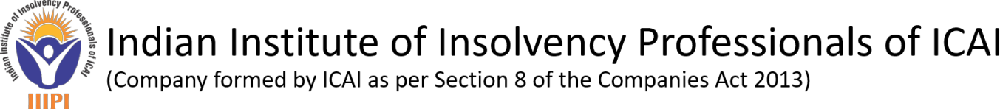 Indian Institute of Insolvency Professionals of ICAI
IIIPI
Indian Institute of Insolvency Professionals of ICAI
(Company formed by ICAI as per Section 8 of the Companies Act 2013)